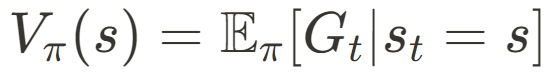 V_π(s) = 𝔼_π[G_t|s_t = s]